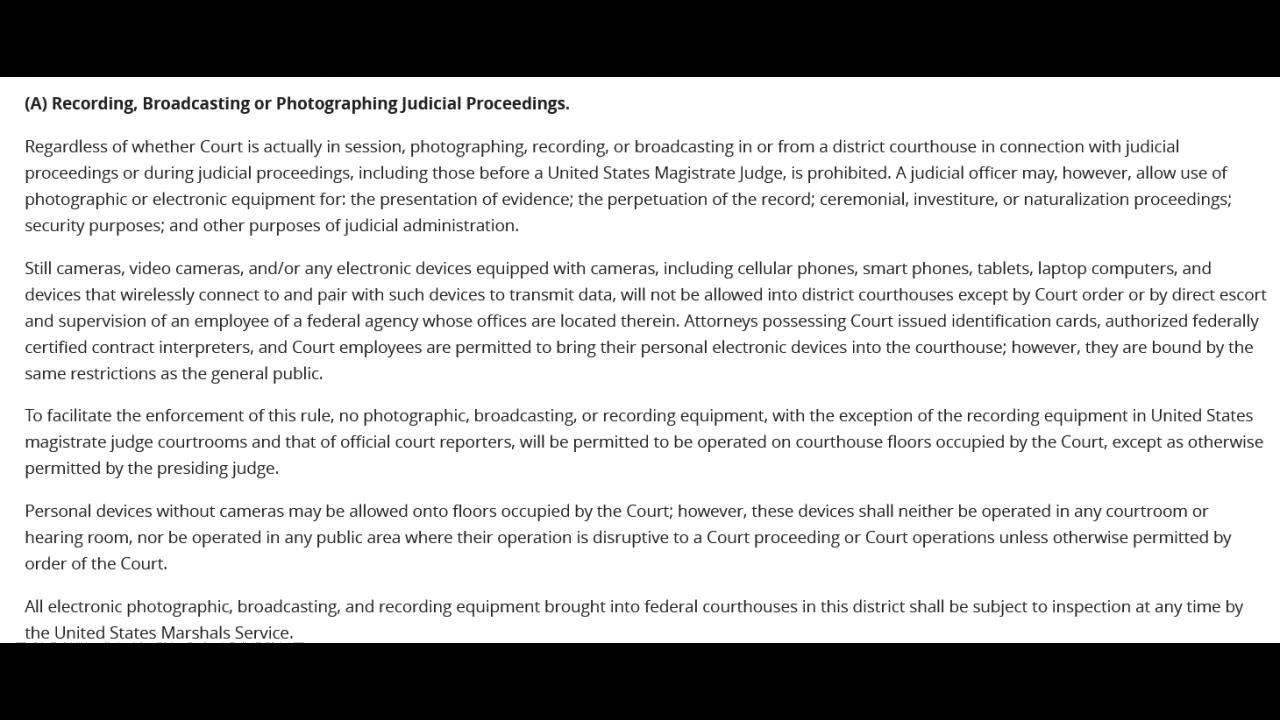 (A) Recording, Broadcasting or Photographing Judicial Proceedings.
Regardless of whether Court is actually in session, photographing, recording, or broadcasting in or from a district courthouse in connection with judicial
proceedings or during judicial proceedings, including those before a United States Magistrate Judge, is prohibited. A judicial officer may, however, allow use of
photographic or electronic equipment for: the presentation of evidence; the perpetuation of the record; ceremonial, investiture, or naturalization proceedings;
security purposes; and other purposes of judicial administration.
Still cameras, video cameras, and/or any electronic devices equipped with cameras, including cellular phones, smart phones, tablets, laptop computers, and
devices that wirelessly connect to and pair with such devices to transmit data, will not be allowed into district courthouses except by Court order or by direct escort
and supervision of an employee of a federal agency whose offices are located therein. Attorneys possessing Court issued identification cards, authorized federally
certified contract interpreters, and Court employees are permitted to bring their personal electronic devices into the courthouse; however, they are bound by the
same restrictions as the general public.
To facilitate the enforcement of this rule, no photographic, broadcasting, or recording equipment, with the exception of the recording equipment in United States
magistrate judge courtrooms and that of official court reporters, will be permitted to be operated on courthouse floors occupied by the Court, except as otherwise
permitted by the presiding judge.
Personal devices without cameras may be allowed onto floors occupied by the Court; however, these devices shall neither be operated in any courtroom or
hearing room, nor be operated in any public area where their operation is disruptive to a Court proceeding or Court operations unless otherwise permitted by
order of the Court.
All electronic photographic, broadcasting, and recording equipment brought into federal courthouses in this district shall be subject to inspection at any time by
the United States Marshals Service.